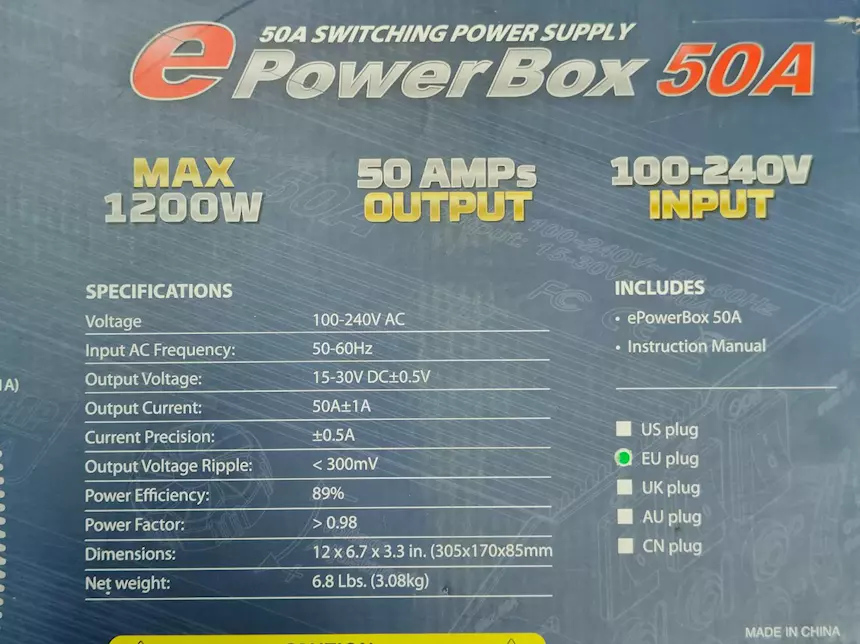 50A SWITCHING POWER SUPPLY
ePowerBox 50A
MAX
1200W
50 AMPs
OUTPUT
100-240V
INPUT
SPECIFICATIONS
Voltage 100-240V AC
Input AC Frequency: 50-60Hz
Output Voltage: 15-30V DC±0.5V
Output Current: 50A±1A
Current Precision: ±0.5A
Output Voltage Ripple: < 300mV
Power Efficiency: 89%
Power Factor: > 0.98
Dimensions: 12 x 6.7 x 3.3 in. (305x170x85mm
Net weight: 6.8 Lbs. (3.08kg)
INCLUDES
• ePowerBox 50A
• Instruction Manual
US plug
EU plug
UK plug
AU plug
CN plug
1A)
CAUTION
MADE IN CHINA